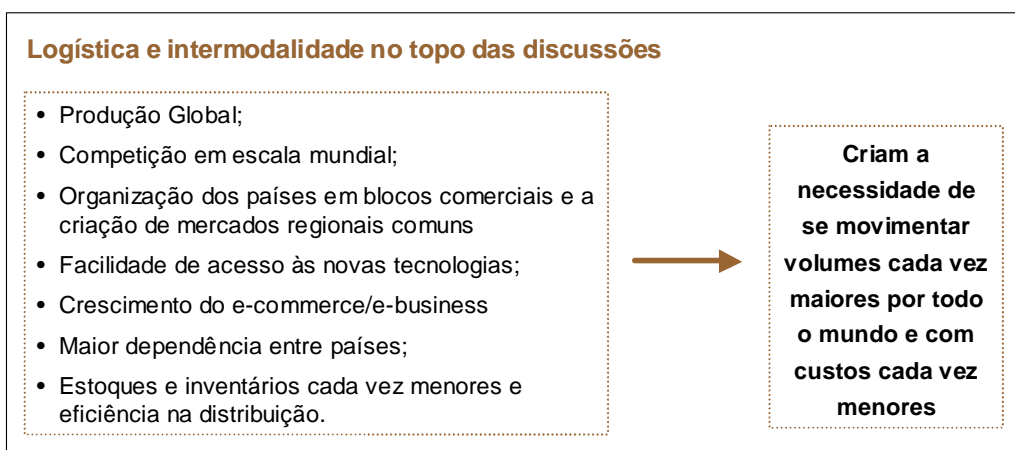 Logística e intermodalidade no topo das discussões
• Produção Global;
• Competição em escala mundial;
• Organização dos países em blocos comerciais e a
criação de mercados regionais comuns
• Facilidade de acesso às novas tecnologias;
• Crescimento do e-commerce/e-business
• Maior dependência entre países;
• Estoques e inventários cada vez menores e
eficiência na distribuição.
Criam a
necessidade de
se movimentar
volumes cada vez
maiores por todo
o mundo e com
custos cada vez
menores